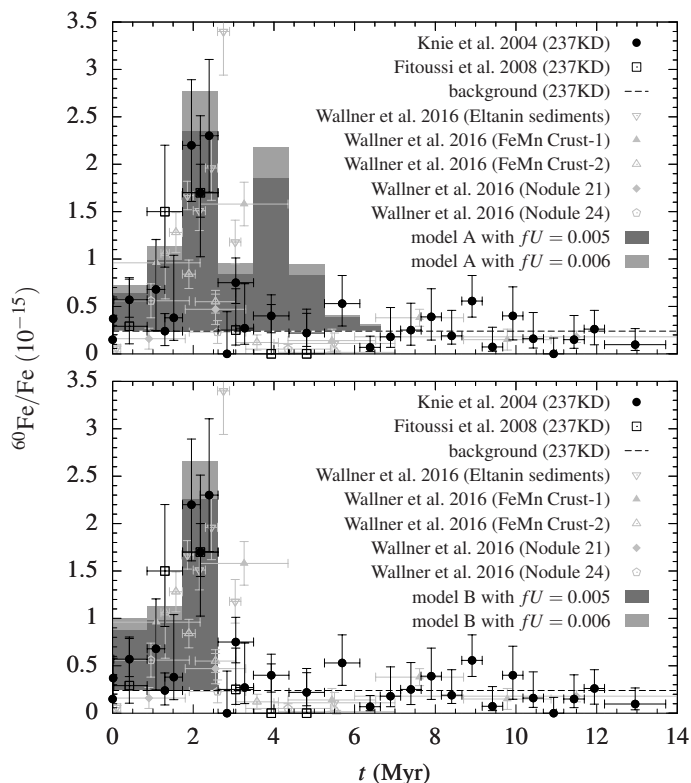 3.5
3
2.5
2
1.5
1
0.5
0
Knie et al. 2004 (237KD)
Fitoussi et al. 2008 (237KD)
background (237KD)
Wallner et al. 2016 (Eltanin sediments)
Wallner et al. 2016 (FeMn Crust-1)
Wallner et al. 2016 (FeMn Crust-2)
Wallner et al. 2016 (Nodule 21)
Wallner et al. 2016 (Nodule 24)
model A with fU = 0.005
model A with fU = 0.006
⁶⁰Fe/Fe (10⁻¹⁵)
3.5
3
2.5
2
1.5
1
0.5
0
Knie et al. 2004 (237KD)
Fitoussi et al. 2008 (237KD)
background (237KD)
Wallner et al. 2016 (Eltanin sediments)
Wallner et al. 2016 (FeMn Crust-1)
Wallner et al. 2016 (FeMn Crust-2)
Wallner et al. 2016 (Nodule 21)
Wallner et al. 2016 (Nodule 24)
model B with fU = 0.005
model B with fU = 0.006
0 2 4 6 8 10 12 14
t (Myr)